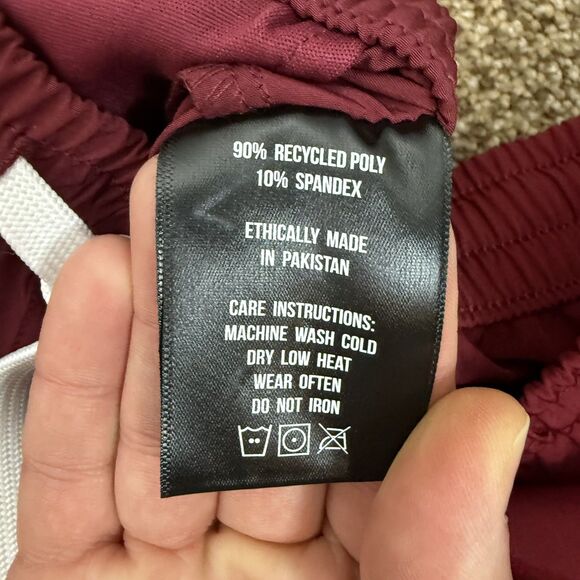 90% RECYCLED POLY
10% SPANDEX
ETHICALLY MADE
IN PAKISTAN
CARE INSTRUCTIONS:
MACHINE WASH COLD
DRY LOW HEAT
WEAR OFTEN
DO NOT IRON